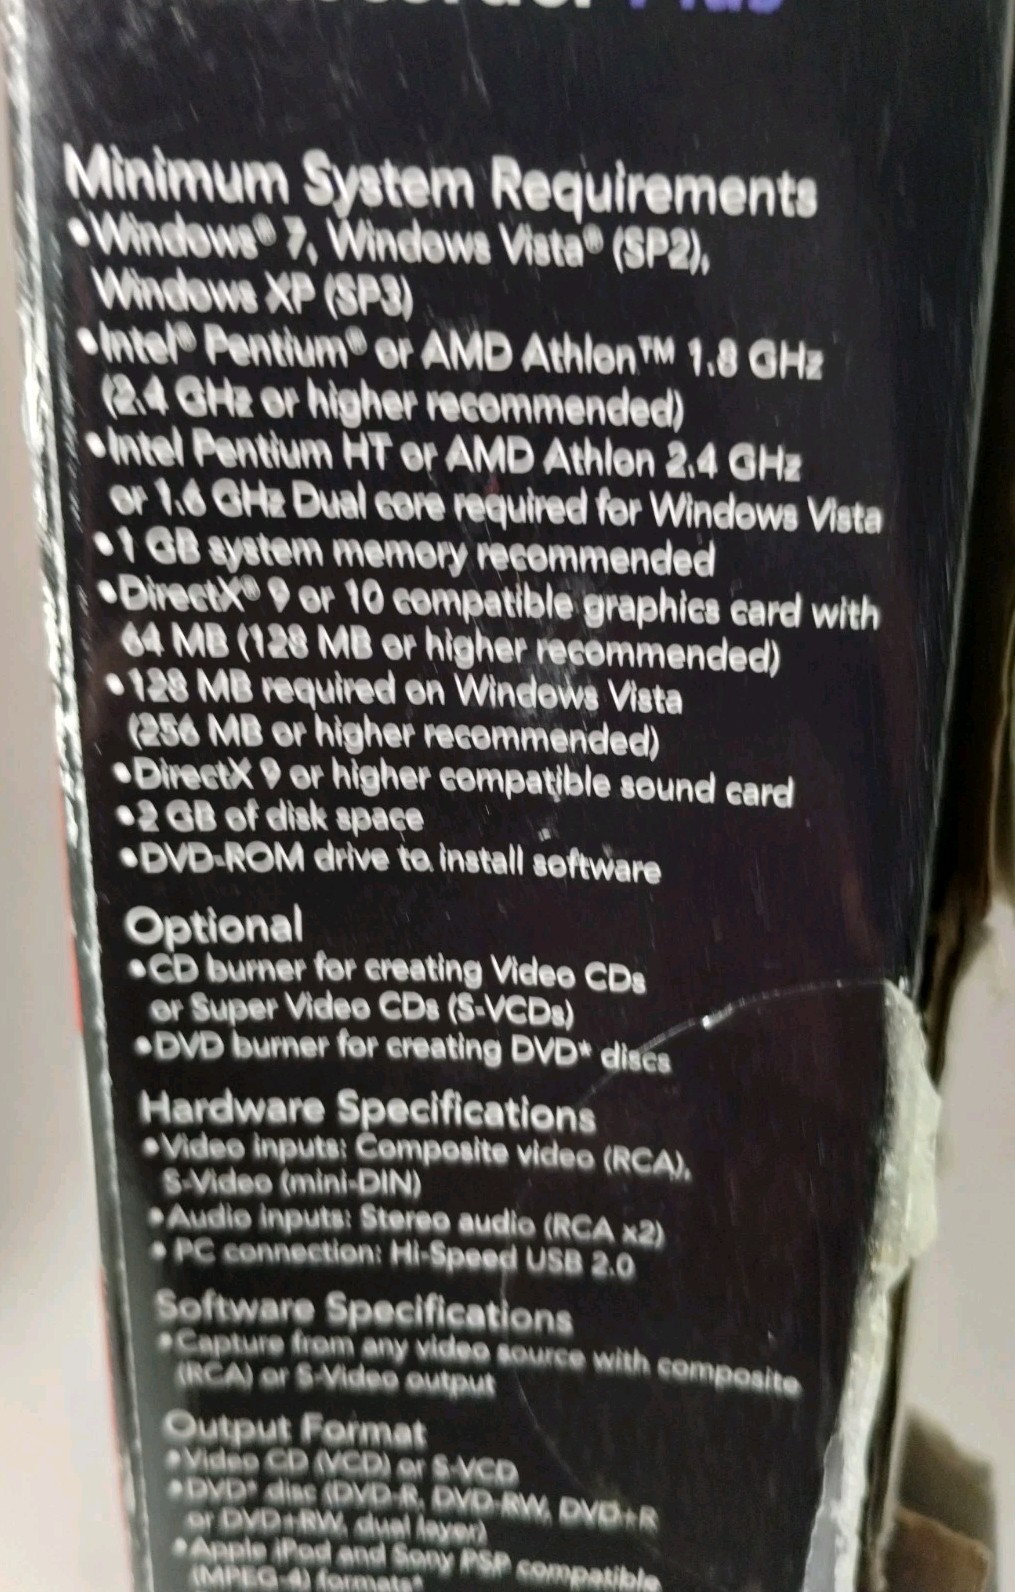 Plus
Minimum System Requirements
•Windows® 7, Windows Vista® (SP2),
Windows XP (SP3)
•Intel® Pentium® or AMD Athlon™ 1.8 GHz
(2.4 GHz or higher recommended)
•Intel Pentium HT or AMD Athlon 2.4 GHz
or 1.6 GHz Dual core required for Windows Vista
•1 GB system memory recommended
•DirectX® 9 or 10 compatible graphics card with
64 MB (128 MB or higher recommended)
•128 MB required on Windows Vista
(256 MB or higher recommended)
•DirectX 9 or higher compatible sound card
•2 GB of disk space
•DVD-ROM drive to install software
Optional
•CD burner for creating Video CDs
or Super Video CDs (S-VCDs)
•DVD burner for creating DVD* discs
Hardware Specifications
•Video inputs: Composite video (RCA),
S-Video (mini-DIN)
•Audio inputs: Stereo audio (RCA x2)
• PC connection: Hi-Speed USB 2.0
Software Specifications
•Capture from any video source with composite
(RCA) or S-Video output
Output Format
•Video CD (VCD) or S-VCD
•DVD* disc (DVD-R, DVD-RW, DVD+R
or DVD+RW, dual layer)
•Apple iPod and Sony PSP compatible
(MPEG-4) formats*